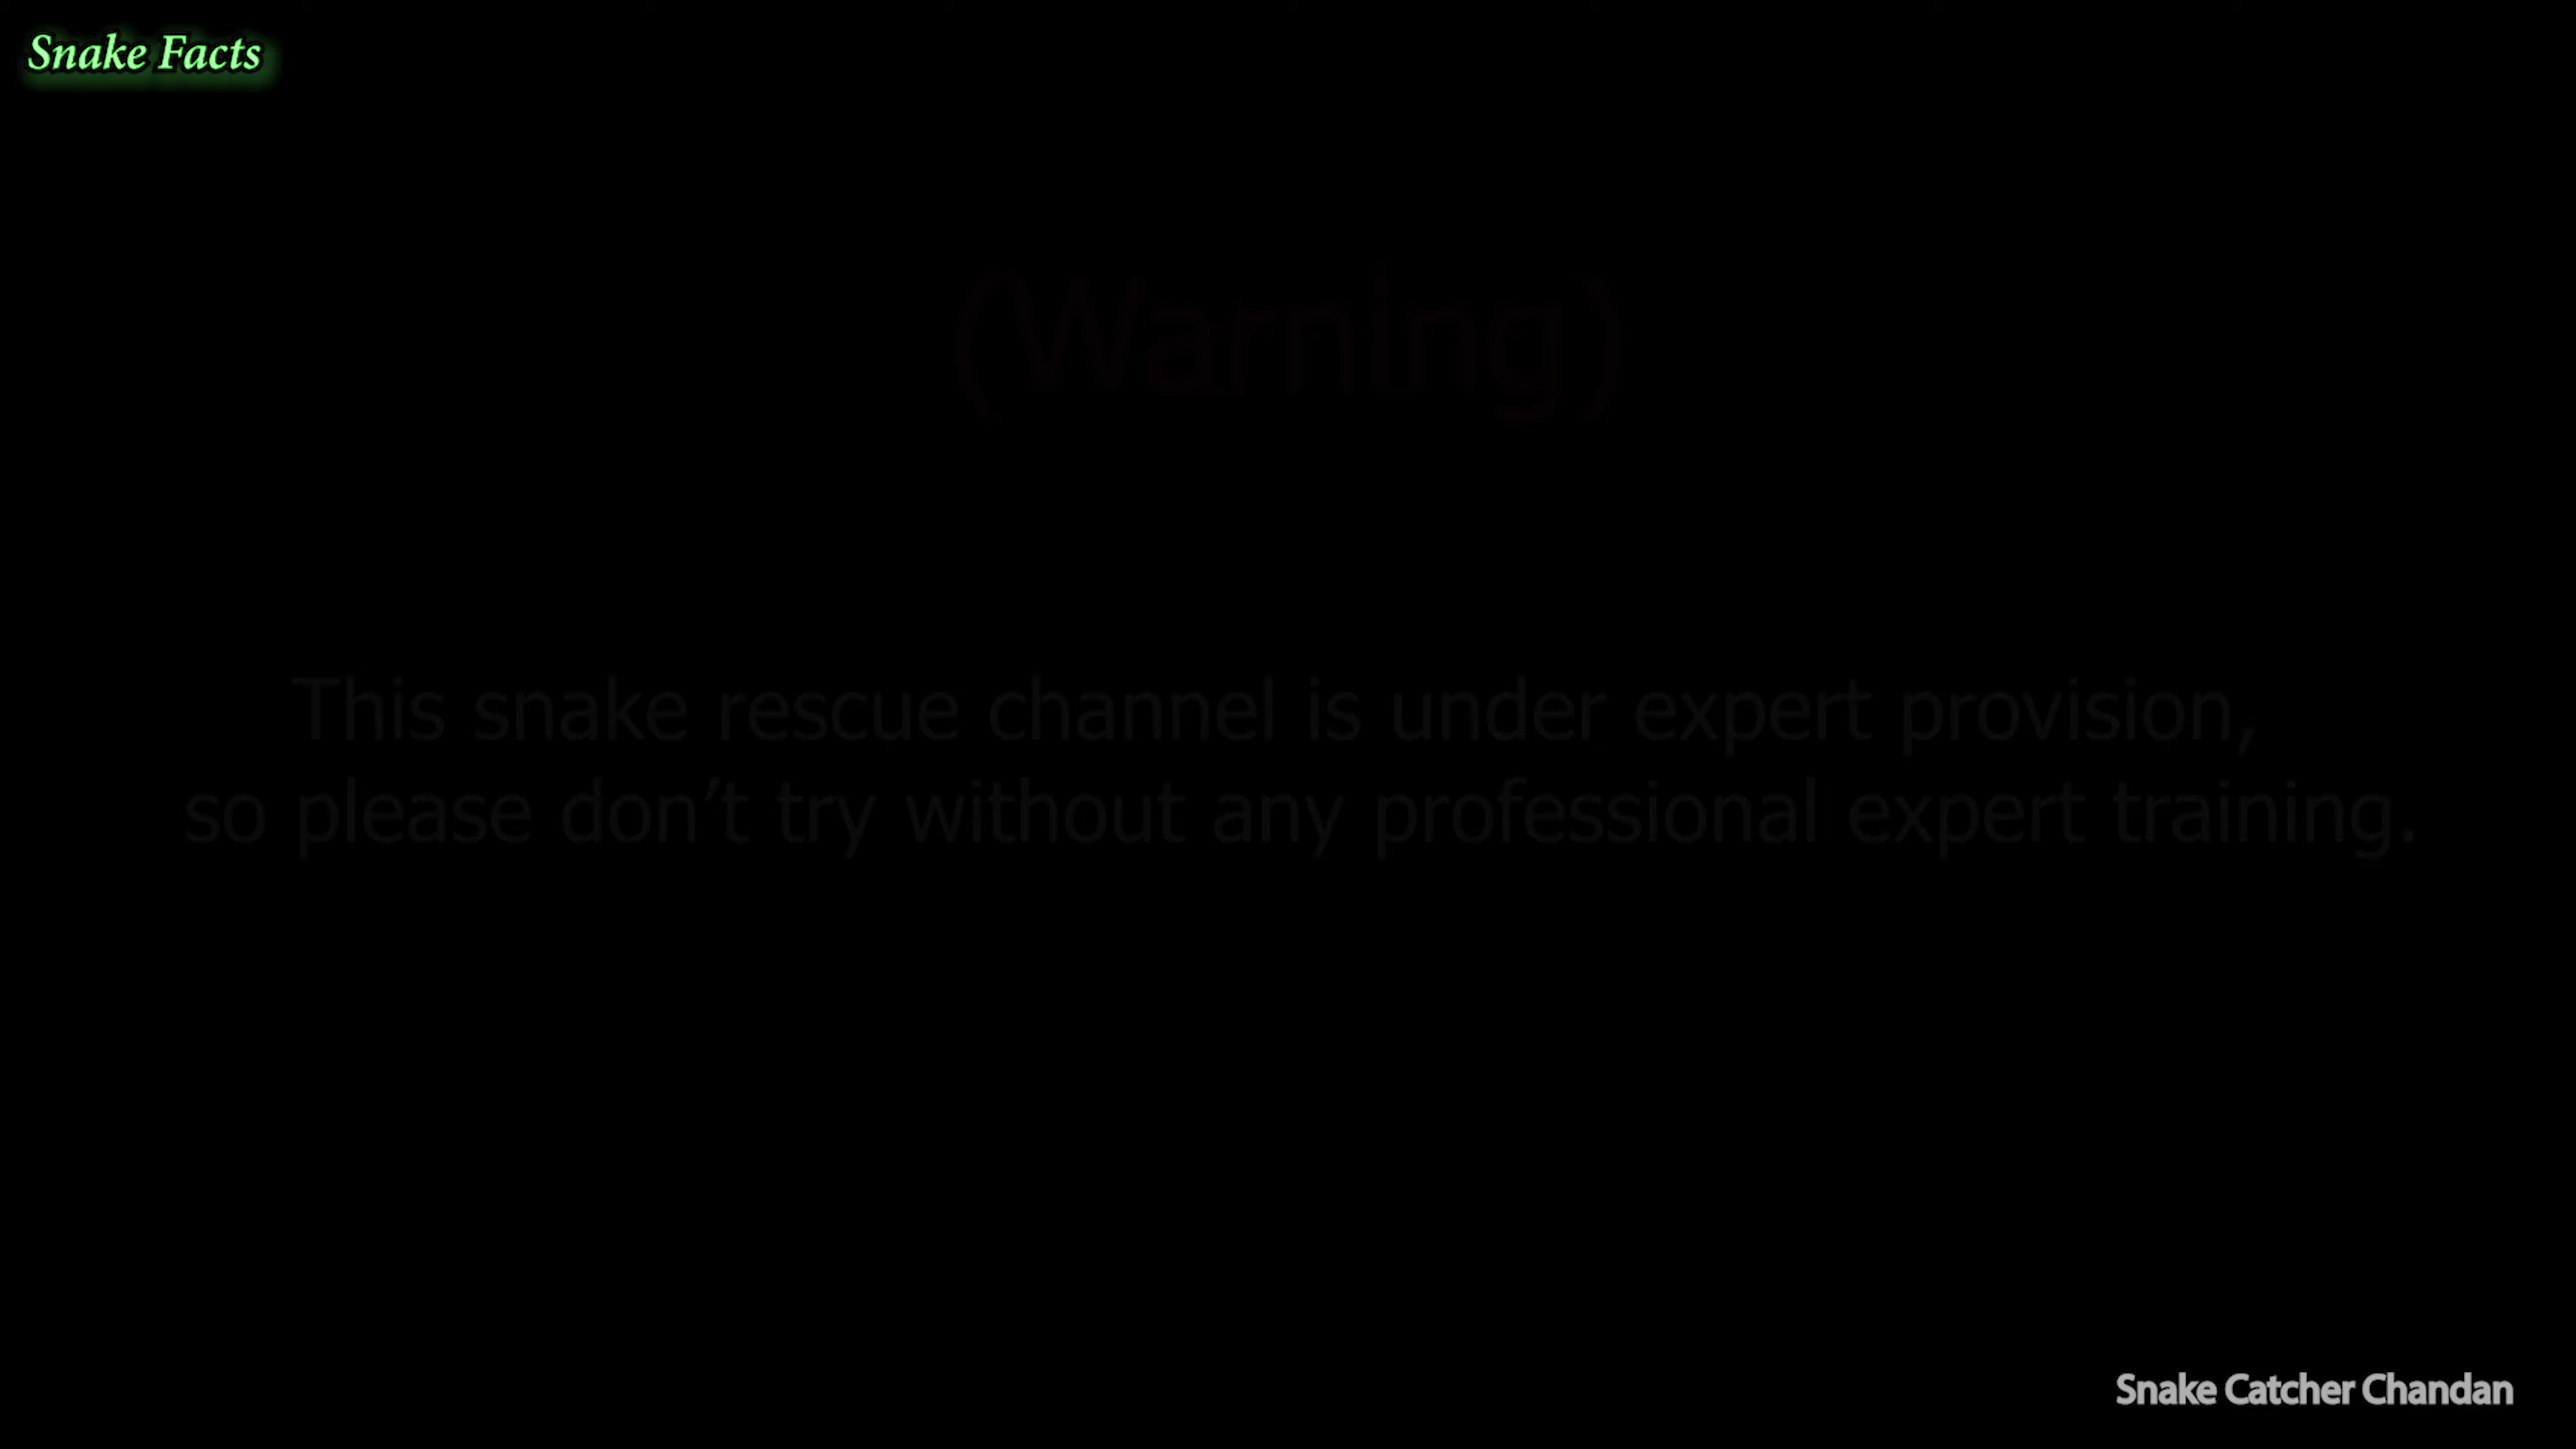 Snake Facts
(Warning)
This snake rescue channel is under expert provision,
so please don’t try without any professional expert training.
Snake Catcher Chandan